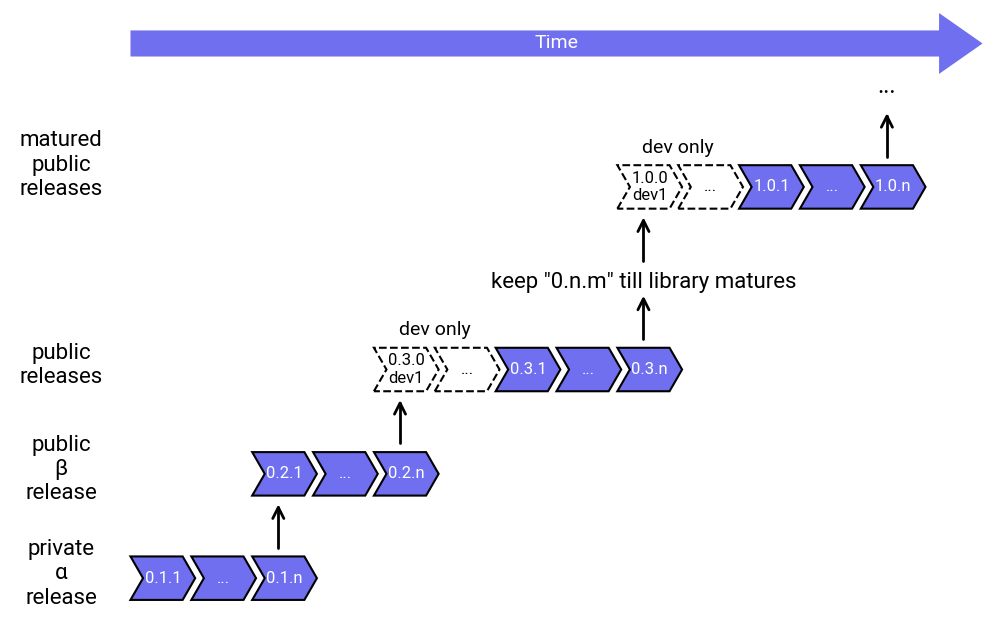 Time
...
matured
public
releases
dev only
1.0.0
dev1
...
1.0.1
...
1.0.n
keep "0.n.m" till library matures
public
releases
dev only
0.3.0
dev1
...
0.3.1
...
0.3.n
public
β
release
0.2.1
...
0.2.n
private
α
release
0.1.1
...
0.1.n